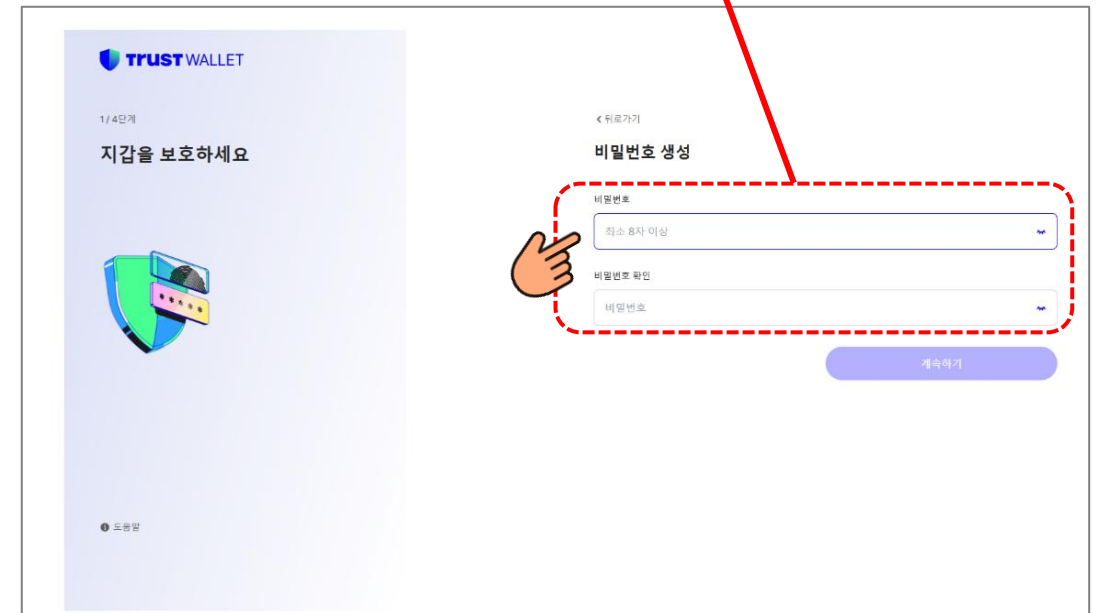 TRUST WALLET
1/4단계
지갑을 보호하세요
도움말
뒤로가기
비밀번호 생성
비밀번호
최소 8자 이상
비밀번호 확인
비밀번호
계속하기